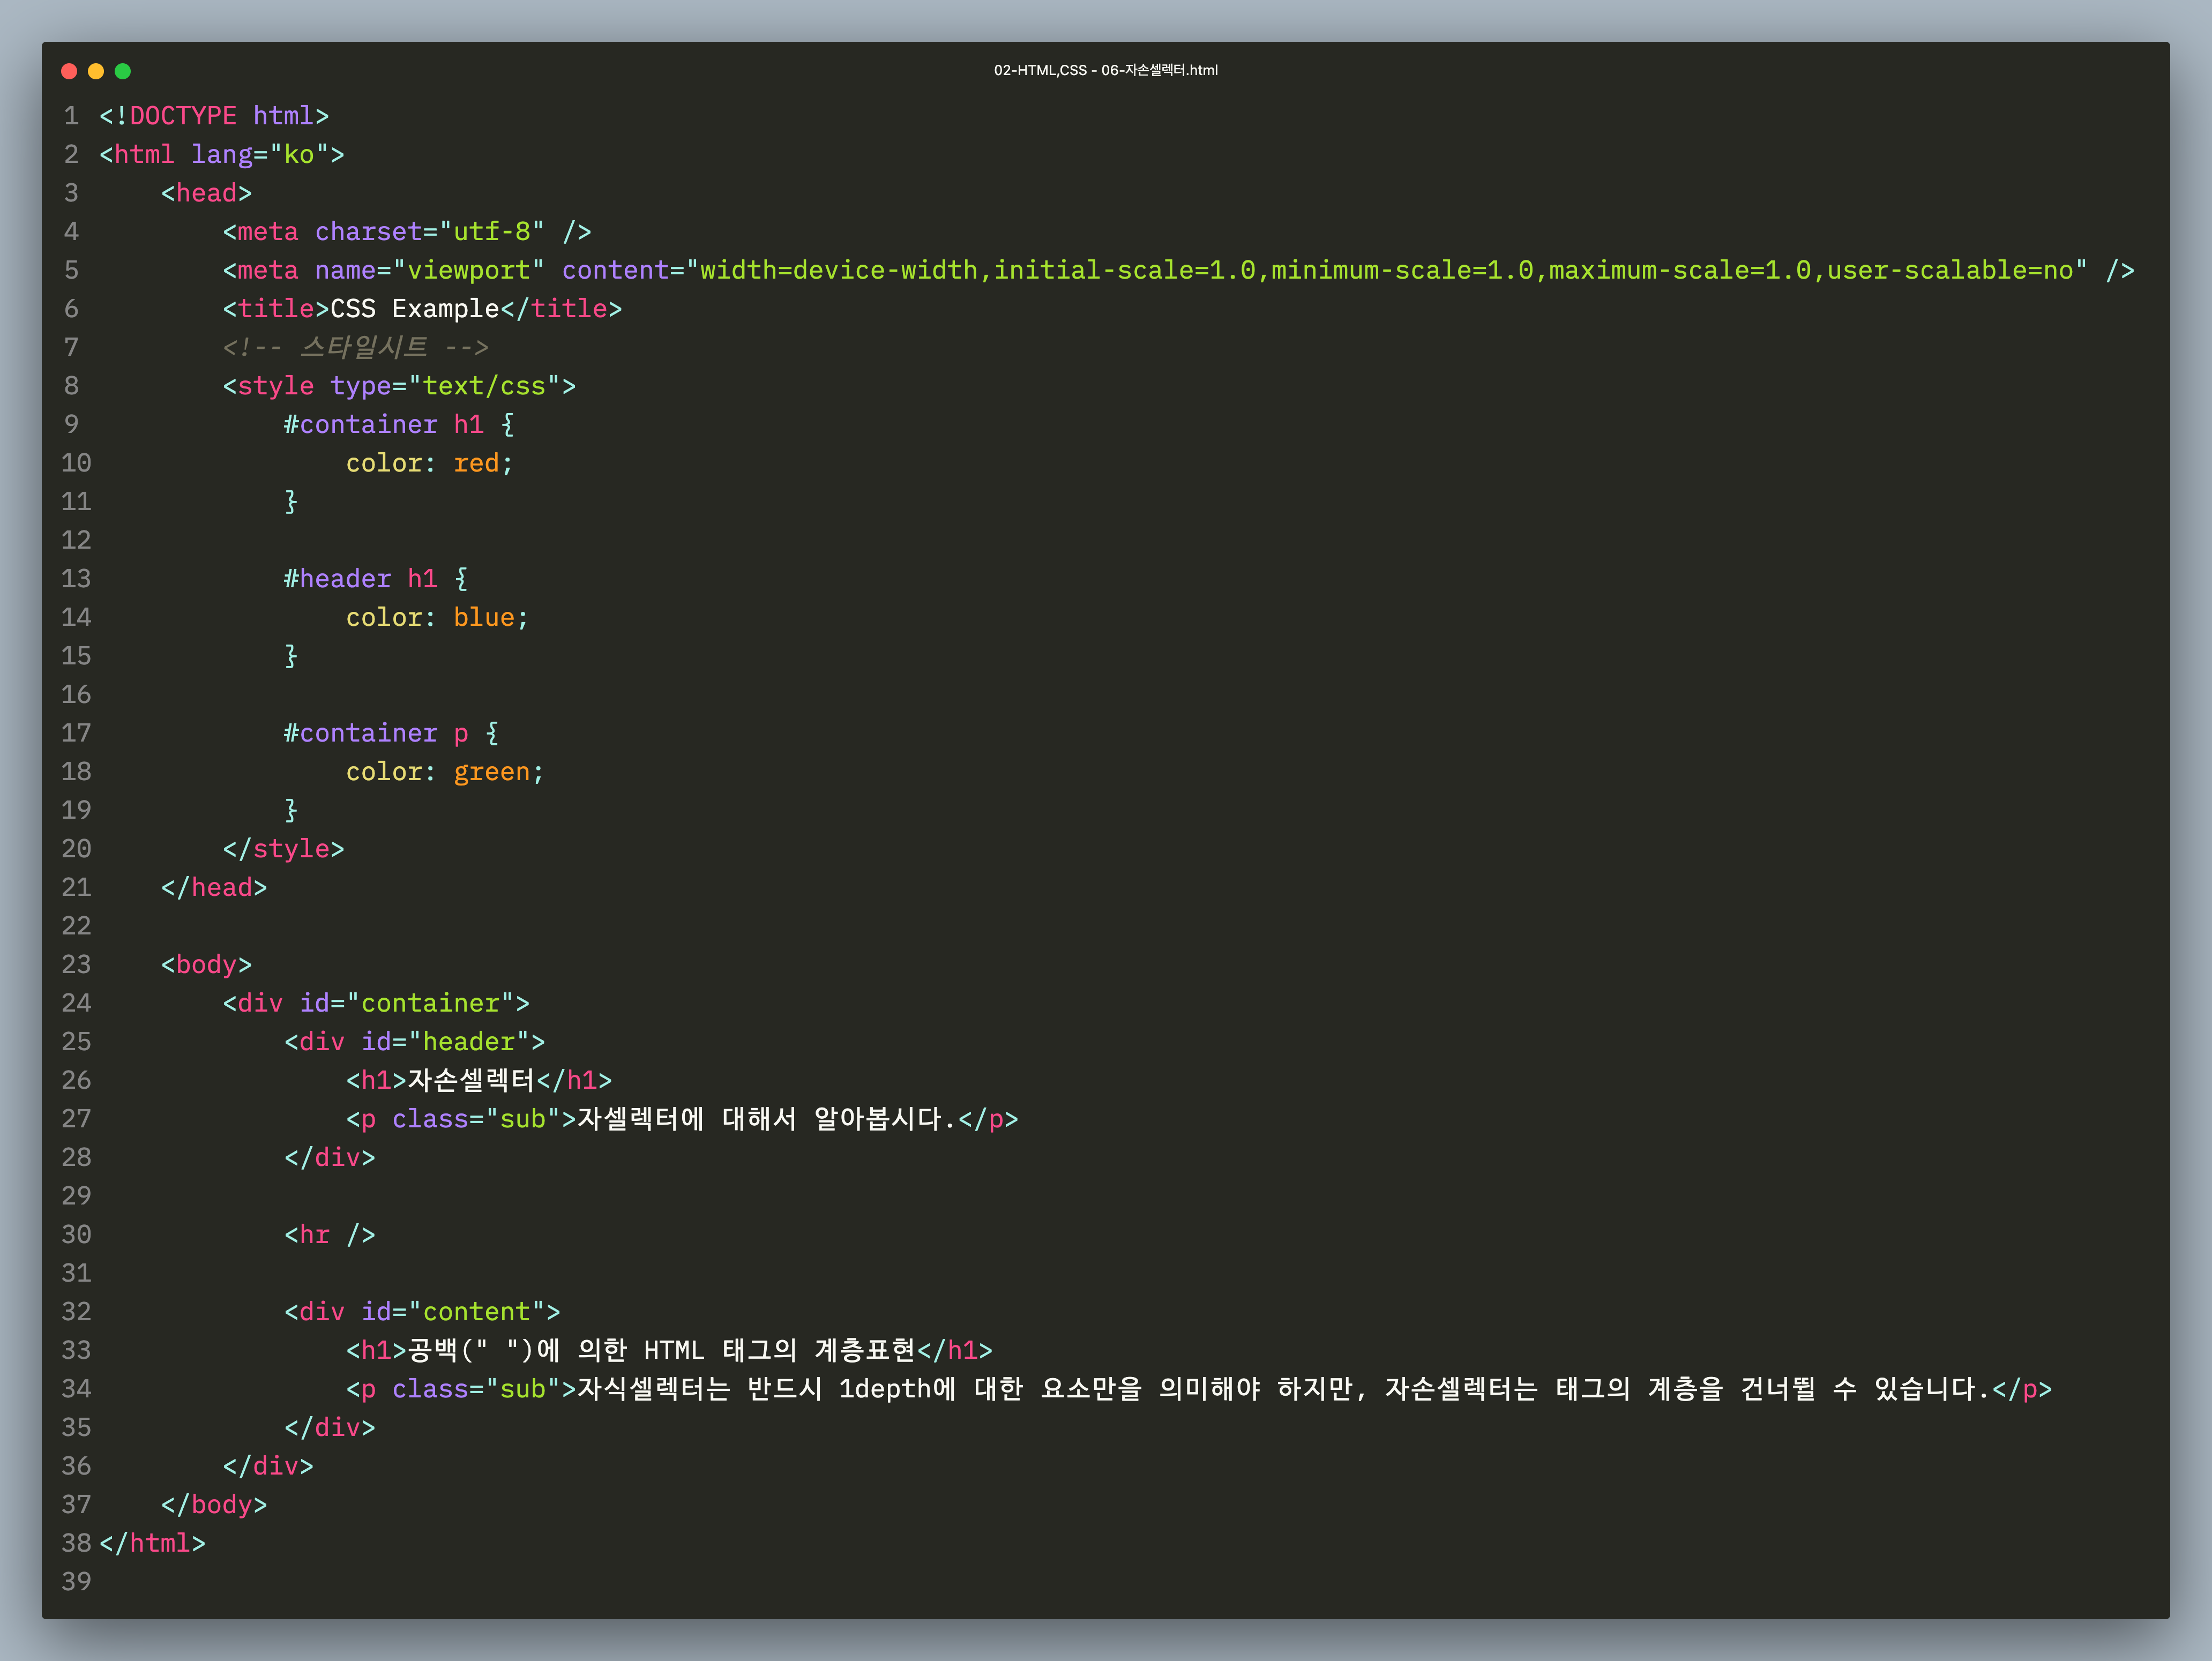 02-HTML,CSS - 06-자손셀렉터.html
1 <!DOCTYPE html>
2 <html lang="ko">
3     <head>
4         <meta charset="utf-8" />
5         <meta name="viewport" content="width=device-width,initial-scale=1.0,minimum-scale=1.0,maximum-scale=1.0,user-scalable=no" />
6         <title>CSS Example</title>
7         <!-- 스타일시트 -->
8         <style type="text/css">
9             #container h1 {
10                 color: red;
11             }
12
13             #header h1 {
14                 color: blue;
15             }
16
17             #container p {
18                 color: green;
19             }
20         </style>
21     </head>
22
23     <body>
24         <div id="container">
25             <div id="header">
26                 <h1>자손셀렉터</h1>
27                 <p class="sub">자셀렉터에 대해서 알아봅시다.</p>
28             </div>
29
30             <hr />
31
32             <div id="content">
33                 <h1>공백(" ")에 의한 HTML 태그의 계층표현</h1>
34                 <p class="sub">자식셀렉터는 반드시 1depth에 대한 요소만을 의미해야 하지만, 자손셀렉터는 태그의 계층을 건너뛸 수 있습니다.</p>
35             </div>
36         </div>
37     </body>
38 </html>
39